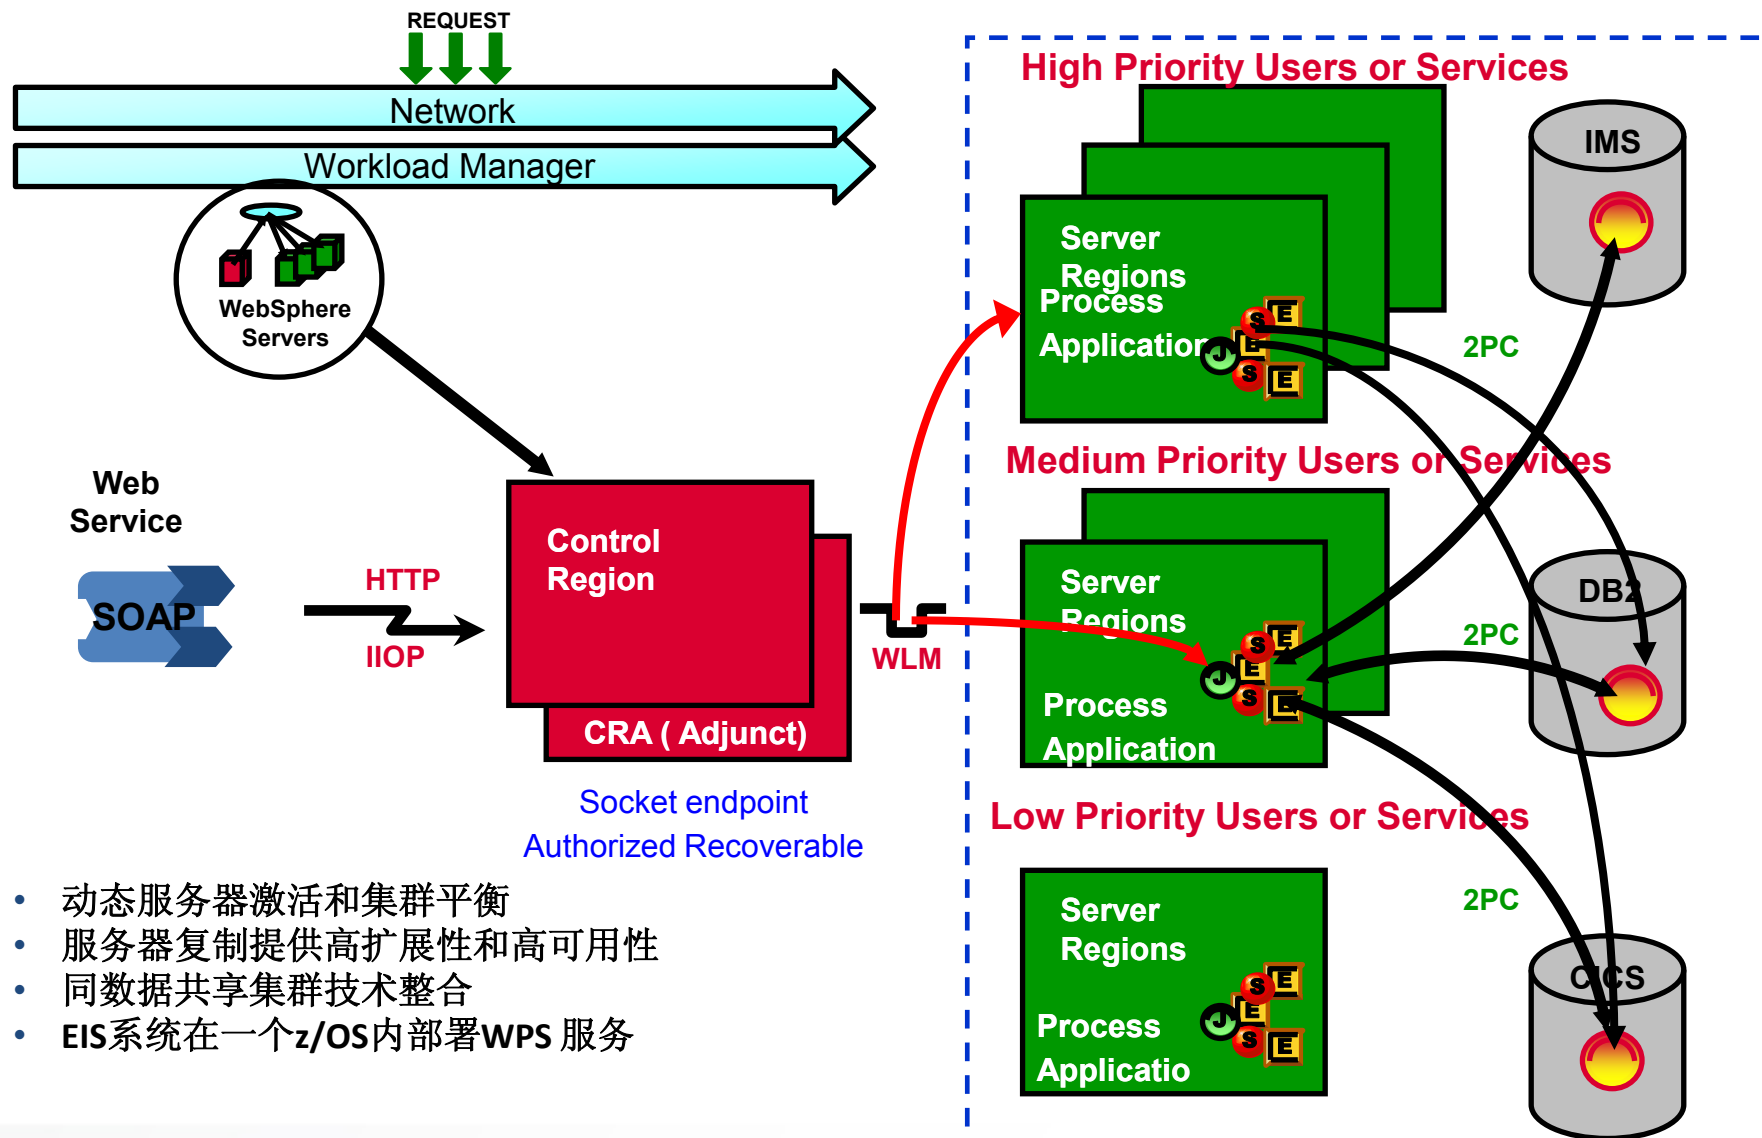 REQUEST
Network
Workload Manager
WebSphere
Servers
Web
Service
SOAP
HTTP
IIOP
Control
Region
CRA ( Adjunct)
Socket endpoint
Authorized Recoverable
WLM
High Priority Users or Services
Server
Regions
Process
Application
S
E
E
J
S
E
IMS
2PC
Medium Priority Users or Services
Server
Regions
S
E
E
J
S
E
Process
Application
2PC
DB2
Low Priority Users or Services
Server
Regions
S
E
E
J
S
E
Process
Applicatio
2PC
CICS
• 动态服务器激活和集群平衡
• 服务器复制提供高扩展性和高可用性
• 同数据共享集群技术整合
• EIS系统在一个z/OS内部署WPS 服务